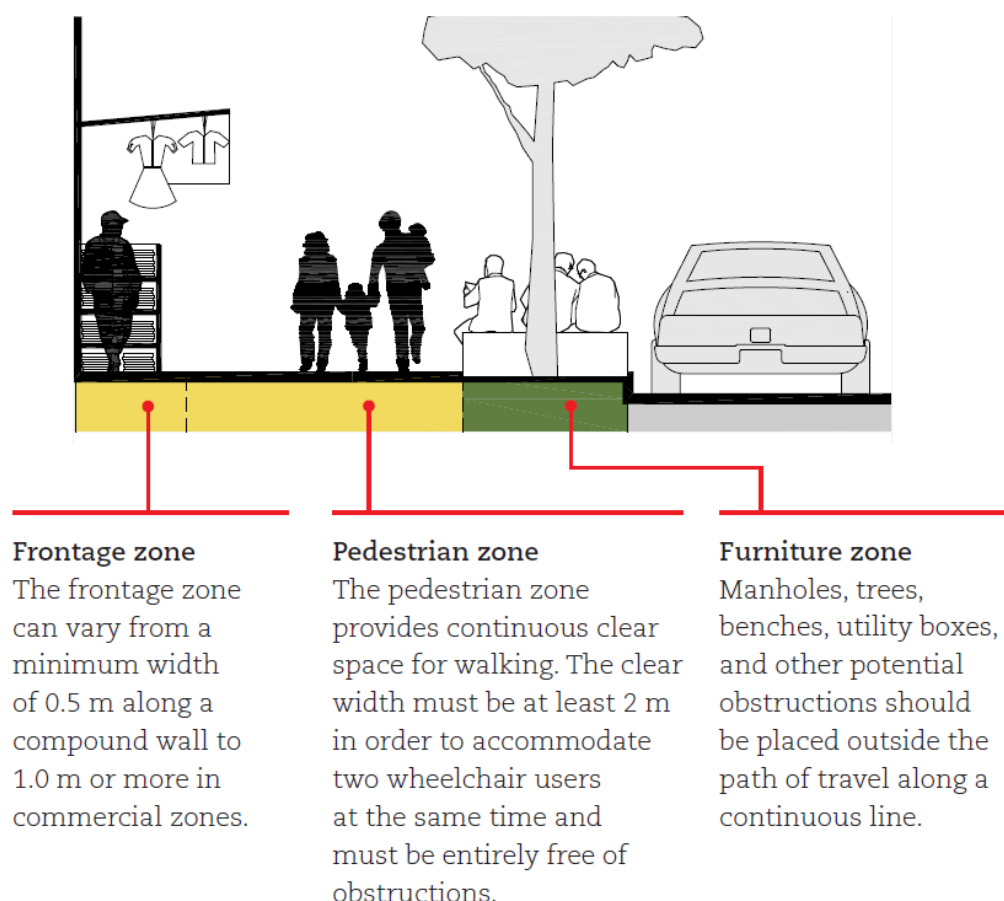 Frontage zone
The frontage zone
can vary from a
minimum width
of 0.5 m along a
compound wall to
1.0 m or more in
commercial zones.
Pedestrian zone
The pedestrian zone
provides continuous clear
space for walking. The clear
width must be at least 2 m
in order to accommodate
two wheelchair users
at the same time and
must be entirely free of
obstructions.
Furniture zone
Manholes, trees,
benches, utility boxes,
and other potential
obstructions should
be placed outside the
path of travel along a
continuous line.